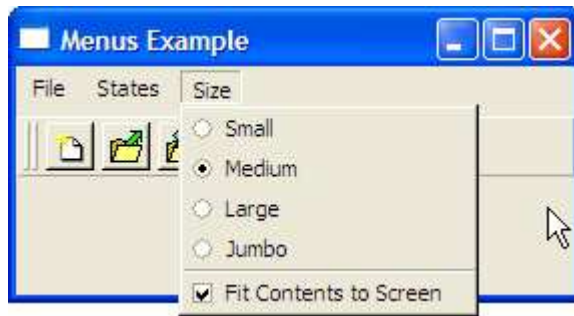 Menus Example
File States Size
Small
Medium
Large
Jumbo
Fit Contents to Screen